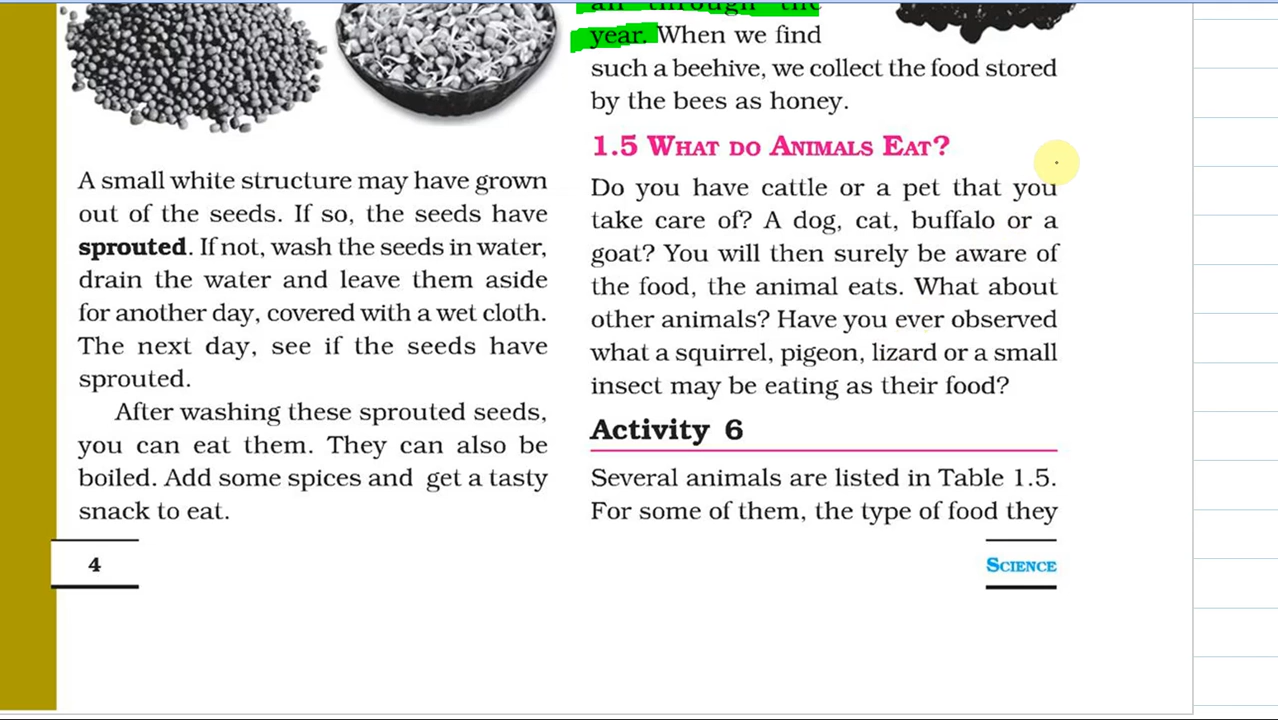 A small white structure may have grown
out of the seeds. If so, the seeds have
sprouted. If not, wash the seeds in water,
drain the water and leave them aside
for another day, covered with a wet cloth.
The next day, see if the seeds have
sprouted.
After washing these sprouted seeds,
you can eat them. They can also be
boiled. Add some spices and get a tasty
snack to eat.
all through the
year. When we find
such a beehive, we collect the food stored
by the bees as honey.
1.5 WHAT DO ANIMALS EAT?
Do you have cattle or a pet that you
take care of? A dog, cat, buffalo or a
goat? You will then surely be aware of
the food, the animal eats. What about
other animals? Have you ever observed
what a squirrel, pigeon, lizard or a small
insect may be eating as their food?
Activity 6
Several animals are listed in Table 1.5.
For some of them, the type of food they
4
SCIENCE